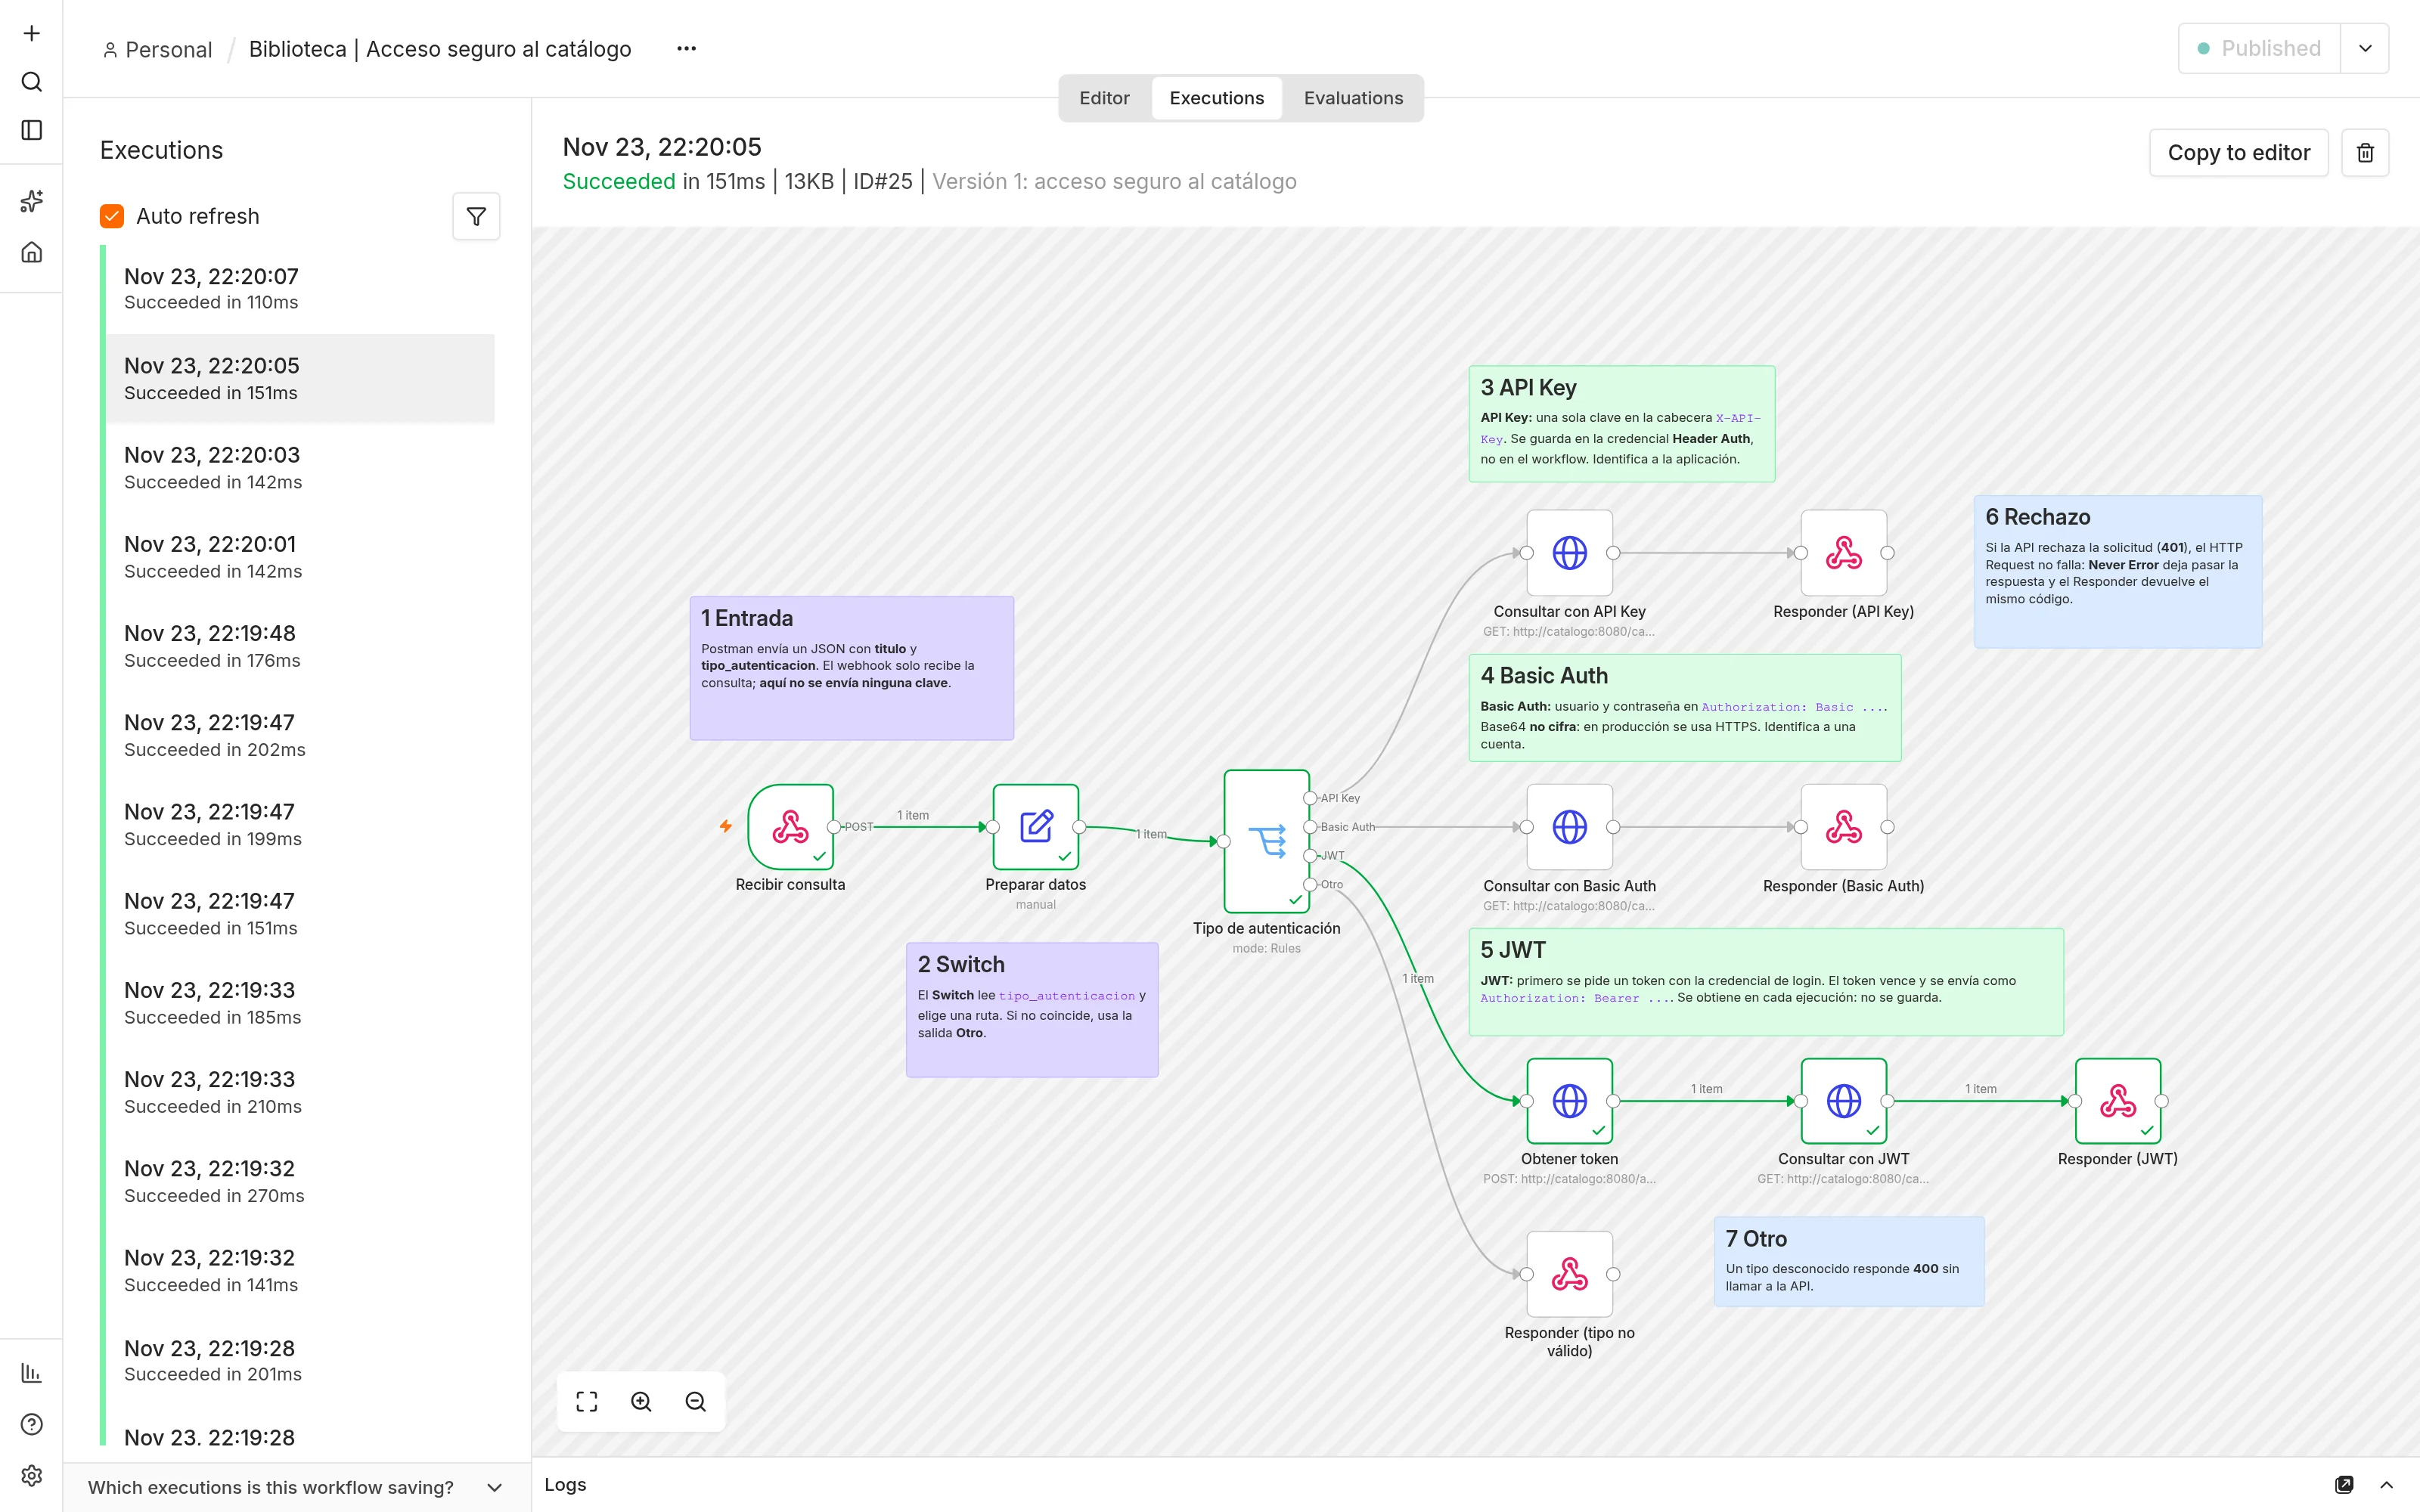 Personal / Biblioteca | Acceso seguro al catálogo ...
Published
Editor
Executions
Evaluations
Executions
Auto refresh
Nov 23, 22:20:07
Succeeded in 110ms
Nov 23, 22:20:05
Succeeded in 151ms
Nov 23, 22:20:03
Succeeded in 142ms
Nov 23, 22:20:01
Succeeded in 142ms
Nov 23, 22:19:48
Succeeded in 176ms
Nov 23, 22:19:47
Succeeded in 202ms
Nov 23, 22:19:47
Succeeded in 199ms
Nov 23, 22:19:47
Succeeded in 151ms
Nov 23, 22:19:33
Succeeded in 185ms
Nov 23, 22:19:33
Succeeded in 210ms
Nov 23, 22:19:32
Succeeded in 270ms
Nov 23, 22:19:32
Succeeded in 141ms
Nov 23, 22:19:28
Succeeded in 201ms
Nov 23, 22:19:28
Which executions is this workflow saving?
Nov 23, 22:20:05
Succeeded in 151ms | 13KB | ID#25 | Versión 1: acceso seguro al catálogo
Copy to editor
3 API Key
API Key: una sola clave en la cabecera X-API-
Key. Se guarda en la credencial Header Auth,
no en el workflow. Identifica a la aplicación.
6 Rechazo
Si la API rechaza la solicitud (401), el HTTP
Request no falla: Never Error deja pasar la
respuesta y el Responder devuelve el
mismo código.
Consultar con API Key
GET: http://catalogo:8080/ca...
Responder (API Key)
1 Entrada
Postman envía un JSON con titulo y
tipo_autenticacion. El webhook solo recibe la
consulta; aquí no se envía ninguna clave.
4 Basic Auth
Basic Auth: usuario y contraseña en Authorization: Basic ....
Base64 no cifra: en producción se usa HTTPS. Identifica a una
cuenta.
POST
1 item
1 item
API Key
Basic Auth
JWT
Otro
Recibir consulta
Preparar datos
manual
Tipo de autenticación
mode: Rules
Consultar con Basic Auth
GET: http://catalogo:8080/ca...
Responder (Basic Auth)
2 Switch
El Switch lee tipo_autenticacion y
elige una ruta. Si no coincide, usa la
salida Otro.
5 JWT
JWT: primero se pide un token con la credencial de login. El token vence y se envía como
Authorization: Bearer .... Se obtiene en cada ejecución: no se guarda.
1 item
1 item
1 item
Obtener token
POST: http://catalogo:8080/a...
Consultar con JWT
GET: http://catalogo:8080/ca...
Responder (JWT)
7 Otro
Un tipo desconocido responde 400 sin
llamar a la API.
Responder (tipo no
válido)
Logs